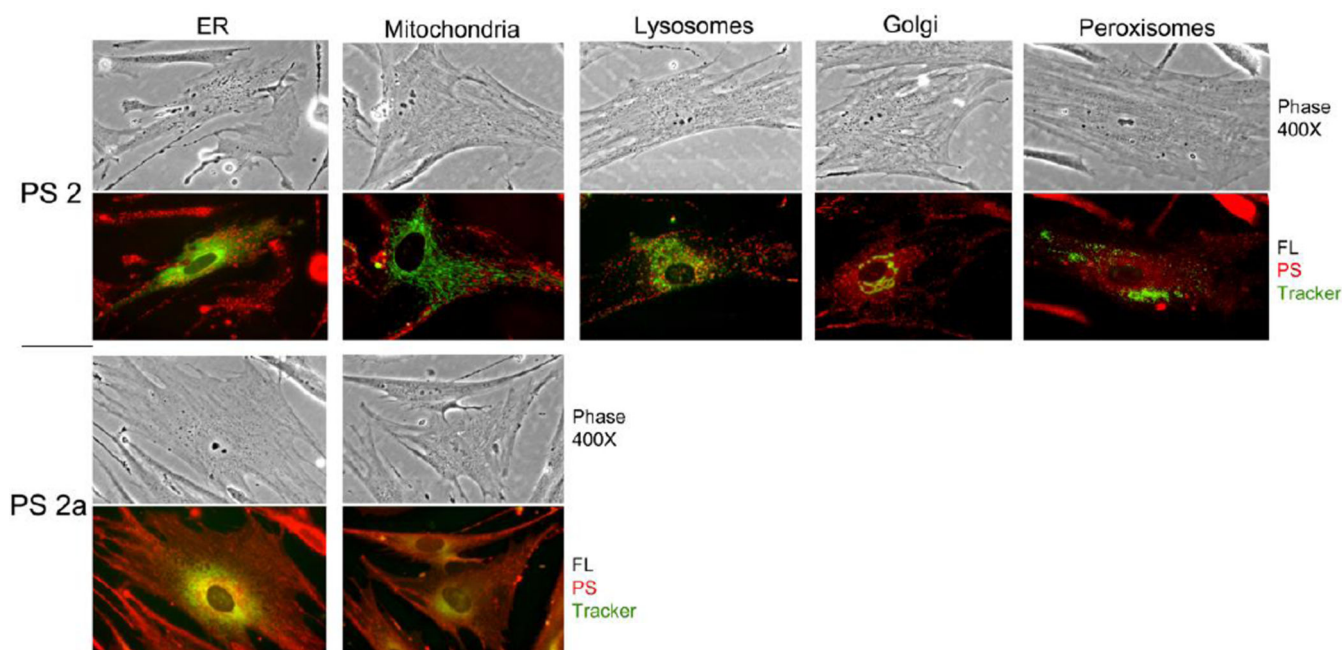 ER
Mitochondria
Lysosomes
Golgi
Peroxisomes
PS 2
Phase
400X
FL
PS
Tracker
PS 2a
Phase
400X
FL
PS
Tracker